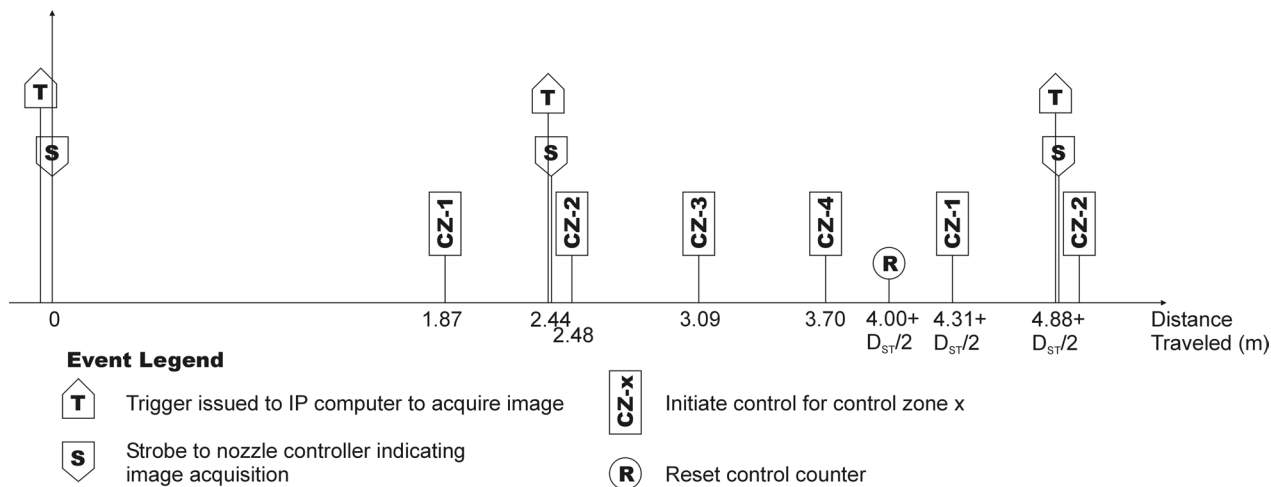 T
T
T
S
S
S
CZ-1
CZ-2
CZ-3
CZ-4
CZ-1
CZ-2
R
0
1.87
2.44
2.48
3.09
3.70
4.00+
D_ST/2
4.31+
D_ST/2
4.88+
D_ST/2
Distance
Traveled (m)
Event Legend
T
Trigger issued to IP computer to acquire image
S
Strobe to nozzle controller indicating
image acquisition
CZ-x
Initiate control for control zone x
R
Reset control counter